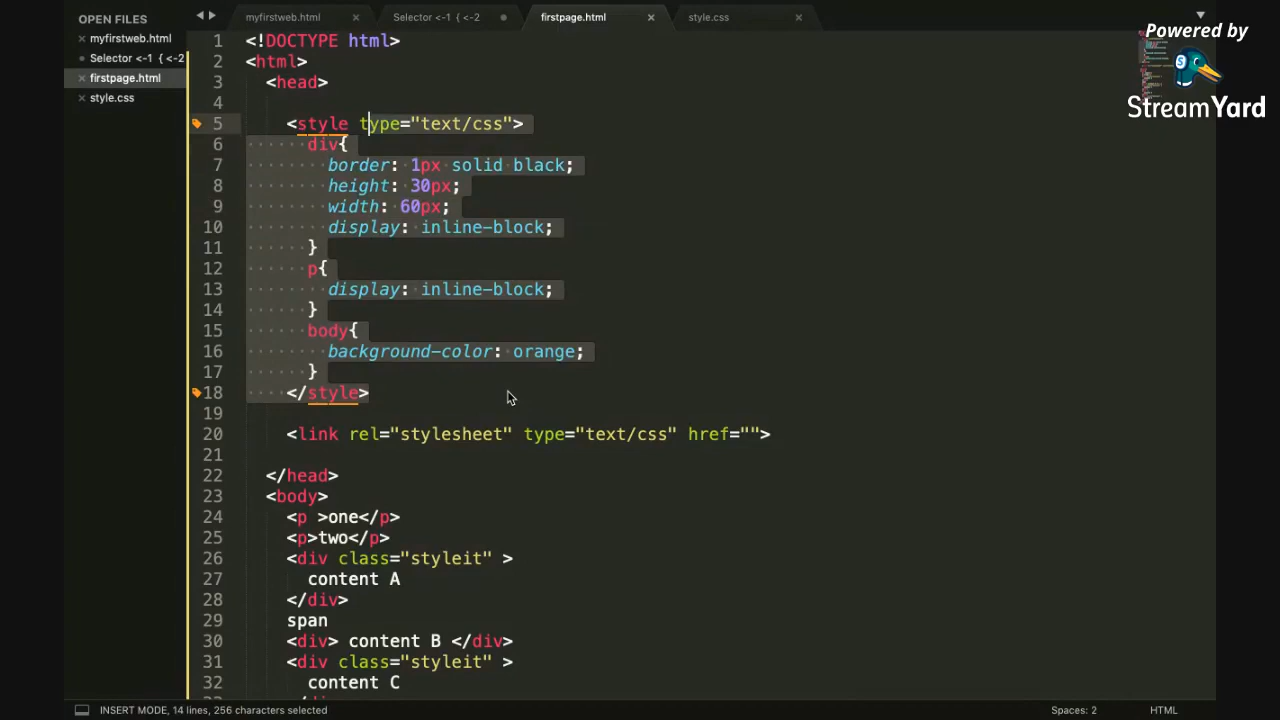 OPEN FILES
myfirstweb.html
Selector <-1 { <-2
firstpage.html
style.css
myfirstweb.html
Selector <-1 { <-2
firstpage.html
style.css
Powered by
StreamYard
1 <!DOCTYPE html>
2 <html>
3 <head>
4
5 <style type="text/css">
6 div{
7 border: 1px solid black;
8 height: 30px;
9 width: 60px;
10 display: inline-block;
11 }
12 p{
13 display: inline-block;
14 }
15 body{
16 background-color: orange;
17 }
18 </style>
19
20 <link rel="stylesheet" type="text/css" href="">
21
22 </head>
23 <body>
24 <p >one</p>
25 <p>two</p>
26 <div class="styleit" >
27 content A
28 </div>
29 span
30 <div> content B </div>
31 <div class="styleit" >
32 content C
INSERT MODE, 14 lines, 256 characters selected
Spaces: 2
HTML